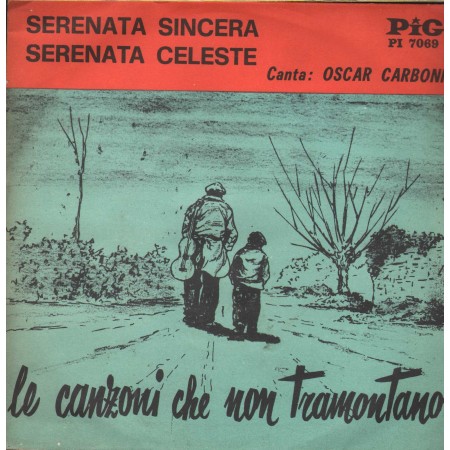 SERENATA SINCERA
SERENATA CELESTE
PiG
PI 7069
Canta: OSCAR CARBONI
le canzoni che non tramontano